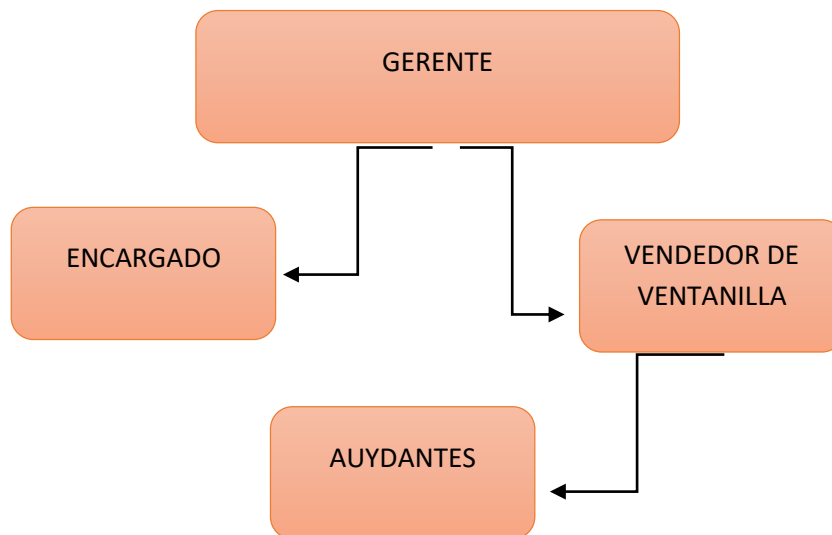 GERENTE
ENCARGADO
VENDEDOR DE
VENTANILLA
AUYDANTES